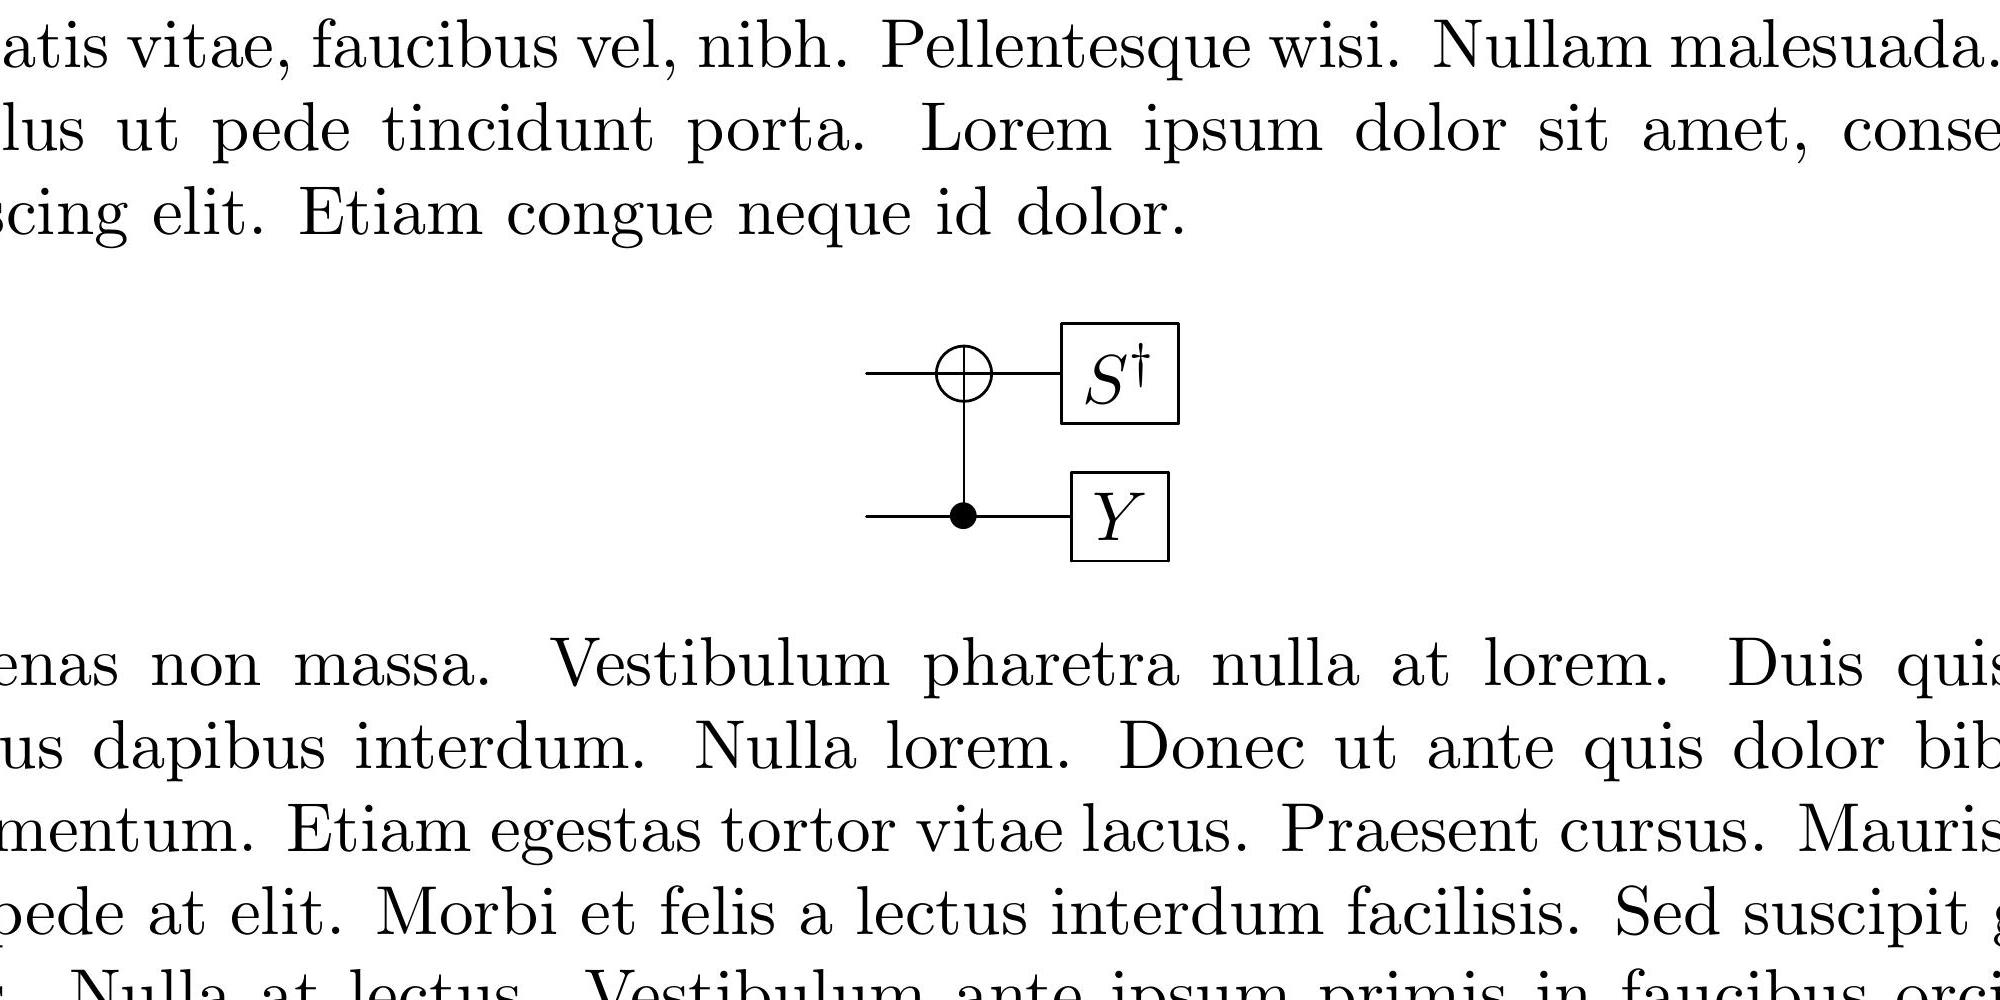 atis vitae, faucibus vel, nibh. Pellentesque wisi. Nullam malesuada.
lus ut pede tincidunt porta. Lorem ipsum dolor sit amet, conse
scing elit. Etiam congue neque id dolor.
S†
Y
enas non massa. Vestibulum pharetra nulla at lorem. Duis quis
us dapibus interdum. Nulla lorem. Donec ut ante quis dolor bib
mentum. Etiam egestas tortor vitae lacus. Praesent cursus. Mauris
pede at elit. Morbi et felis a lectus interdum facilisis. Sed suscipit g
. Nulla at lectus. Vestibulum ante ipsum primis in faucibus orci